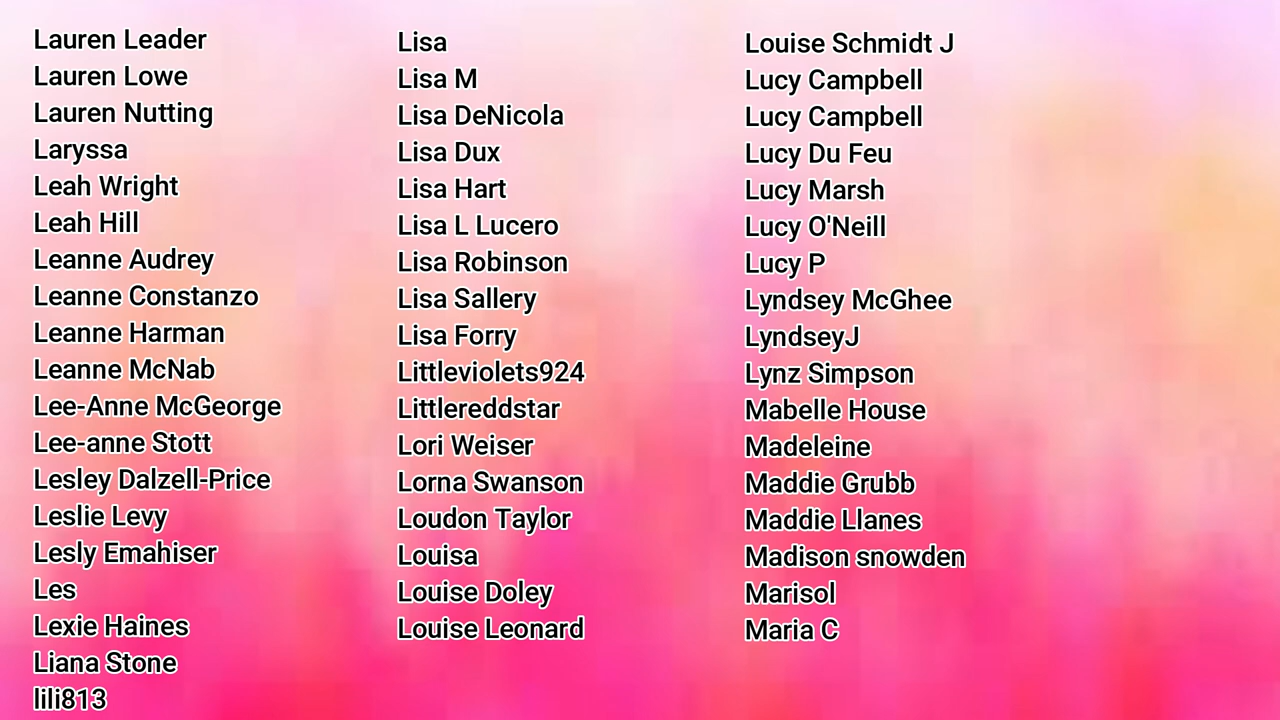 Lauren Leader
Lauren Lowe
Lauren Nutting
Laryssa
Leah Wright
Leah Hill
Leanne Audrey
Leanne Constanzo
Leanne Harman
Leanne McNab
Lee-Anne McGeorge
Lee-anne Stott
Lesley Dalzell-Price
Leslie Levy
Lesly Emahiser
Les
Lexie Haines
Liana Stone
lili813
Lisa
Lisa M
Lisa DeNicola
Lisa Dux
Lisa Hart
Lisa L Lucero
Lisa Robinson
Lisa Sallery
Lisa Forry
Littleviolets924
Littlereddstar
Lori Weiser
Lorna Swanson
Loudon Taylor
Louisa
Louise Doley
Louise Leonard
Louise Schmidt J
Lucy Campbell
Lucy Campbell
Lucy Du Feu
Lucy Marsh
Lucy O'Neill
Lucy P
Lyndsey McGhee
LyndseyJ
Lynz Simpson
Mabelle House
Madeleine
Maddie Grubb
Maddie Llanes
Madison snowden
Marisol
Maria C